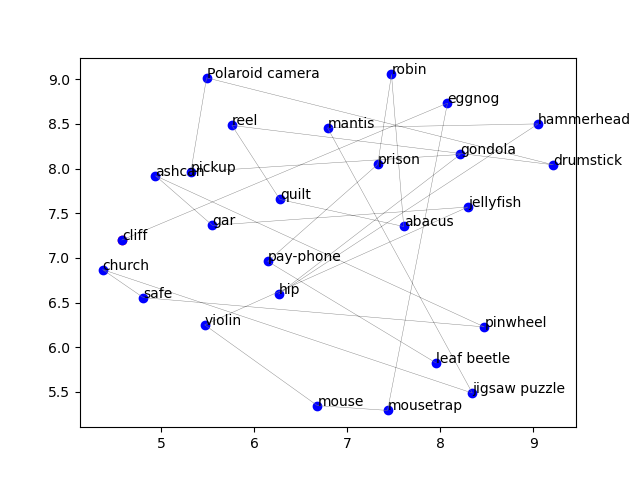 9.0
8.5
8.0
7.5
7.0
6.5
6.0
5.5
5
6
7
8
9
Polaroid camera
robin
eggnog
reel
mantis
hammerhead
gondola
prison
drumstick
ashcan
pickup
quilt
jellyfish
gar
abacus
cliff
pay-phone
church
hip
safe
violin
pinwheel
leaf beetle
jigsaw puzzle
mouse
mousetrap